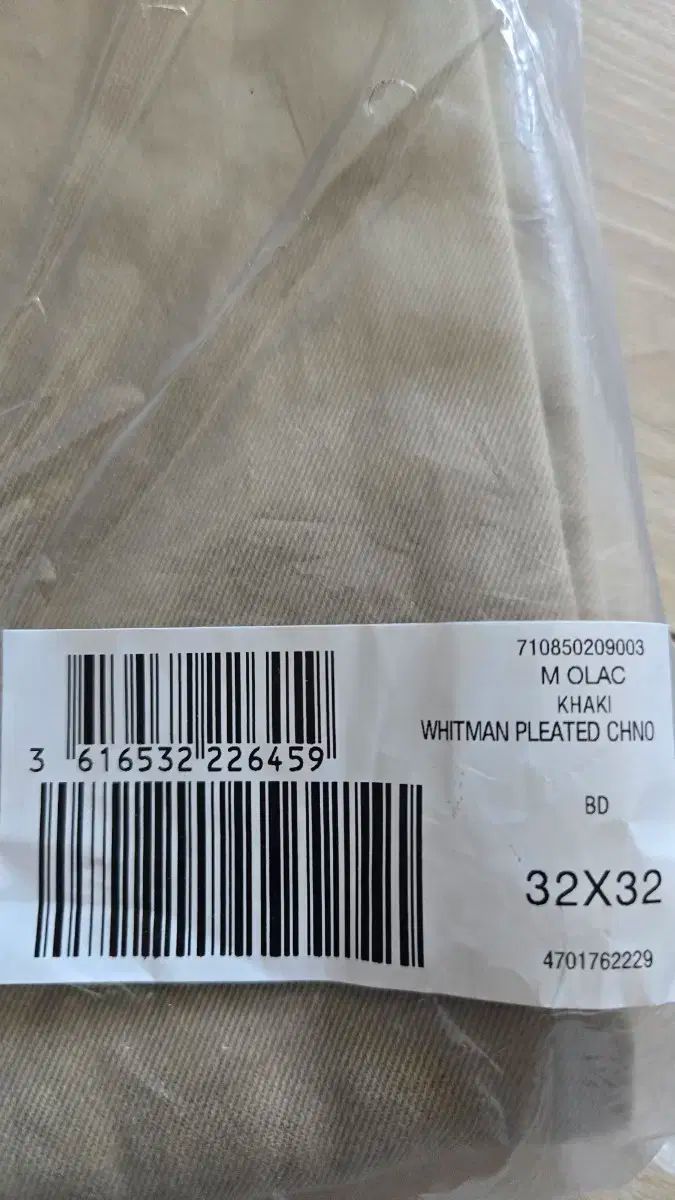 3 616532 226459
710850209003
M OLAC
KHAKI
WHITMAN PLEATED CHNO
BD
32X32
4701762229